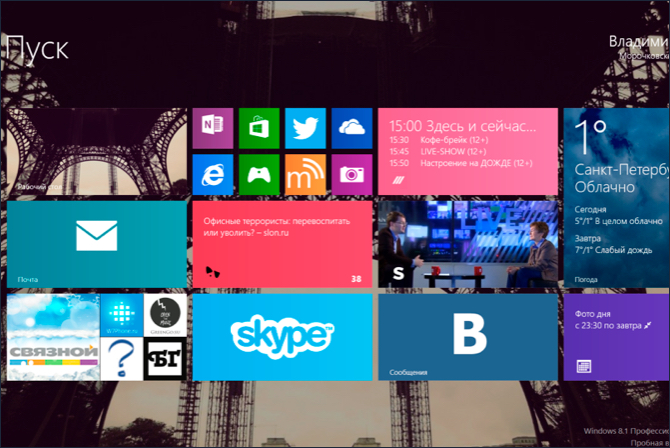 Пуск
Владими
Морочковски
N
15:00 Здесь и сейчас...
15:30 Кофе-брейк (12+)
15:45 LIVE-SHOW (12+)
15:50 Настроение на ДОЖДЕ (12+)
1°
Санкт-Петербу
Облачно
Сегодня
5°/1° В целом облачно
Завтра
7°/1° Слабый дождь
Погода
Рабочий стол
Почта
Офисные террористы: перевоспитать
или уволить? – slon.ru
38
S
СВЯЗНОЙ
?
БГ
skype™
B
Сообщения
Фото дня
с 23:30 по завтра
Windows 8.1 Професси
Пробная в